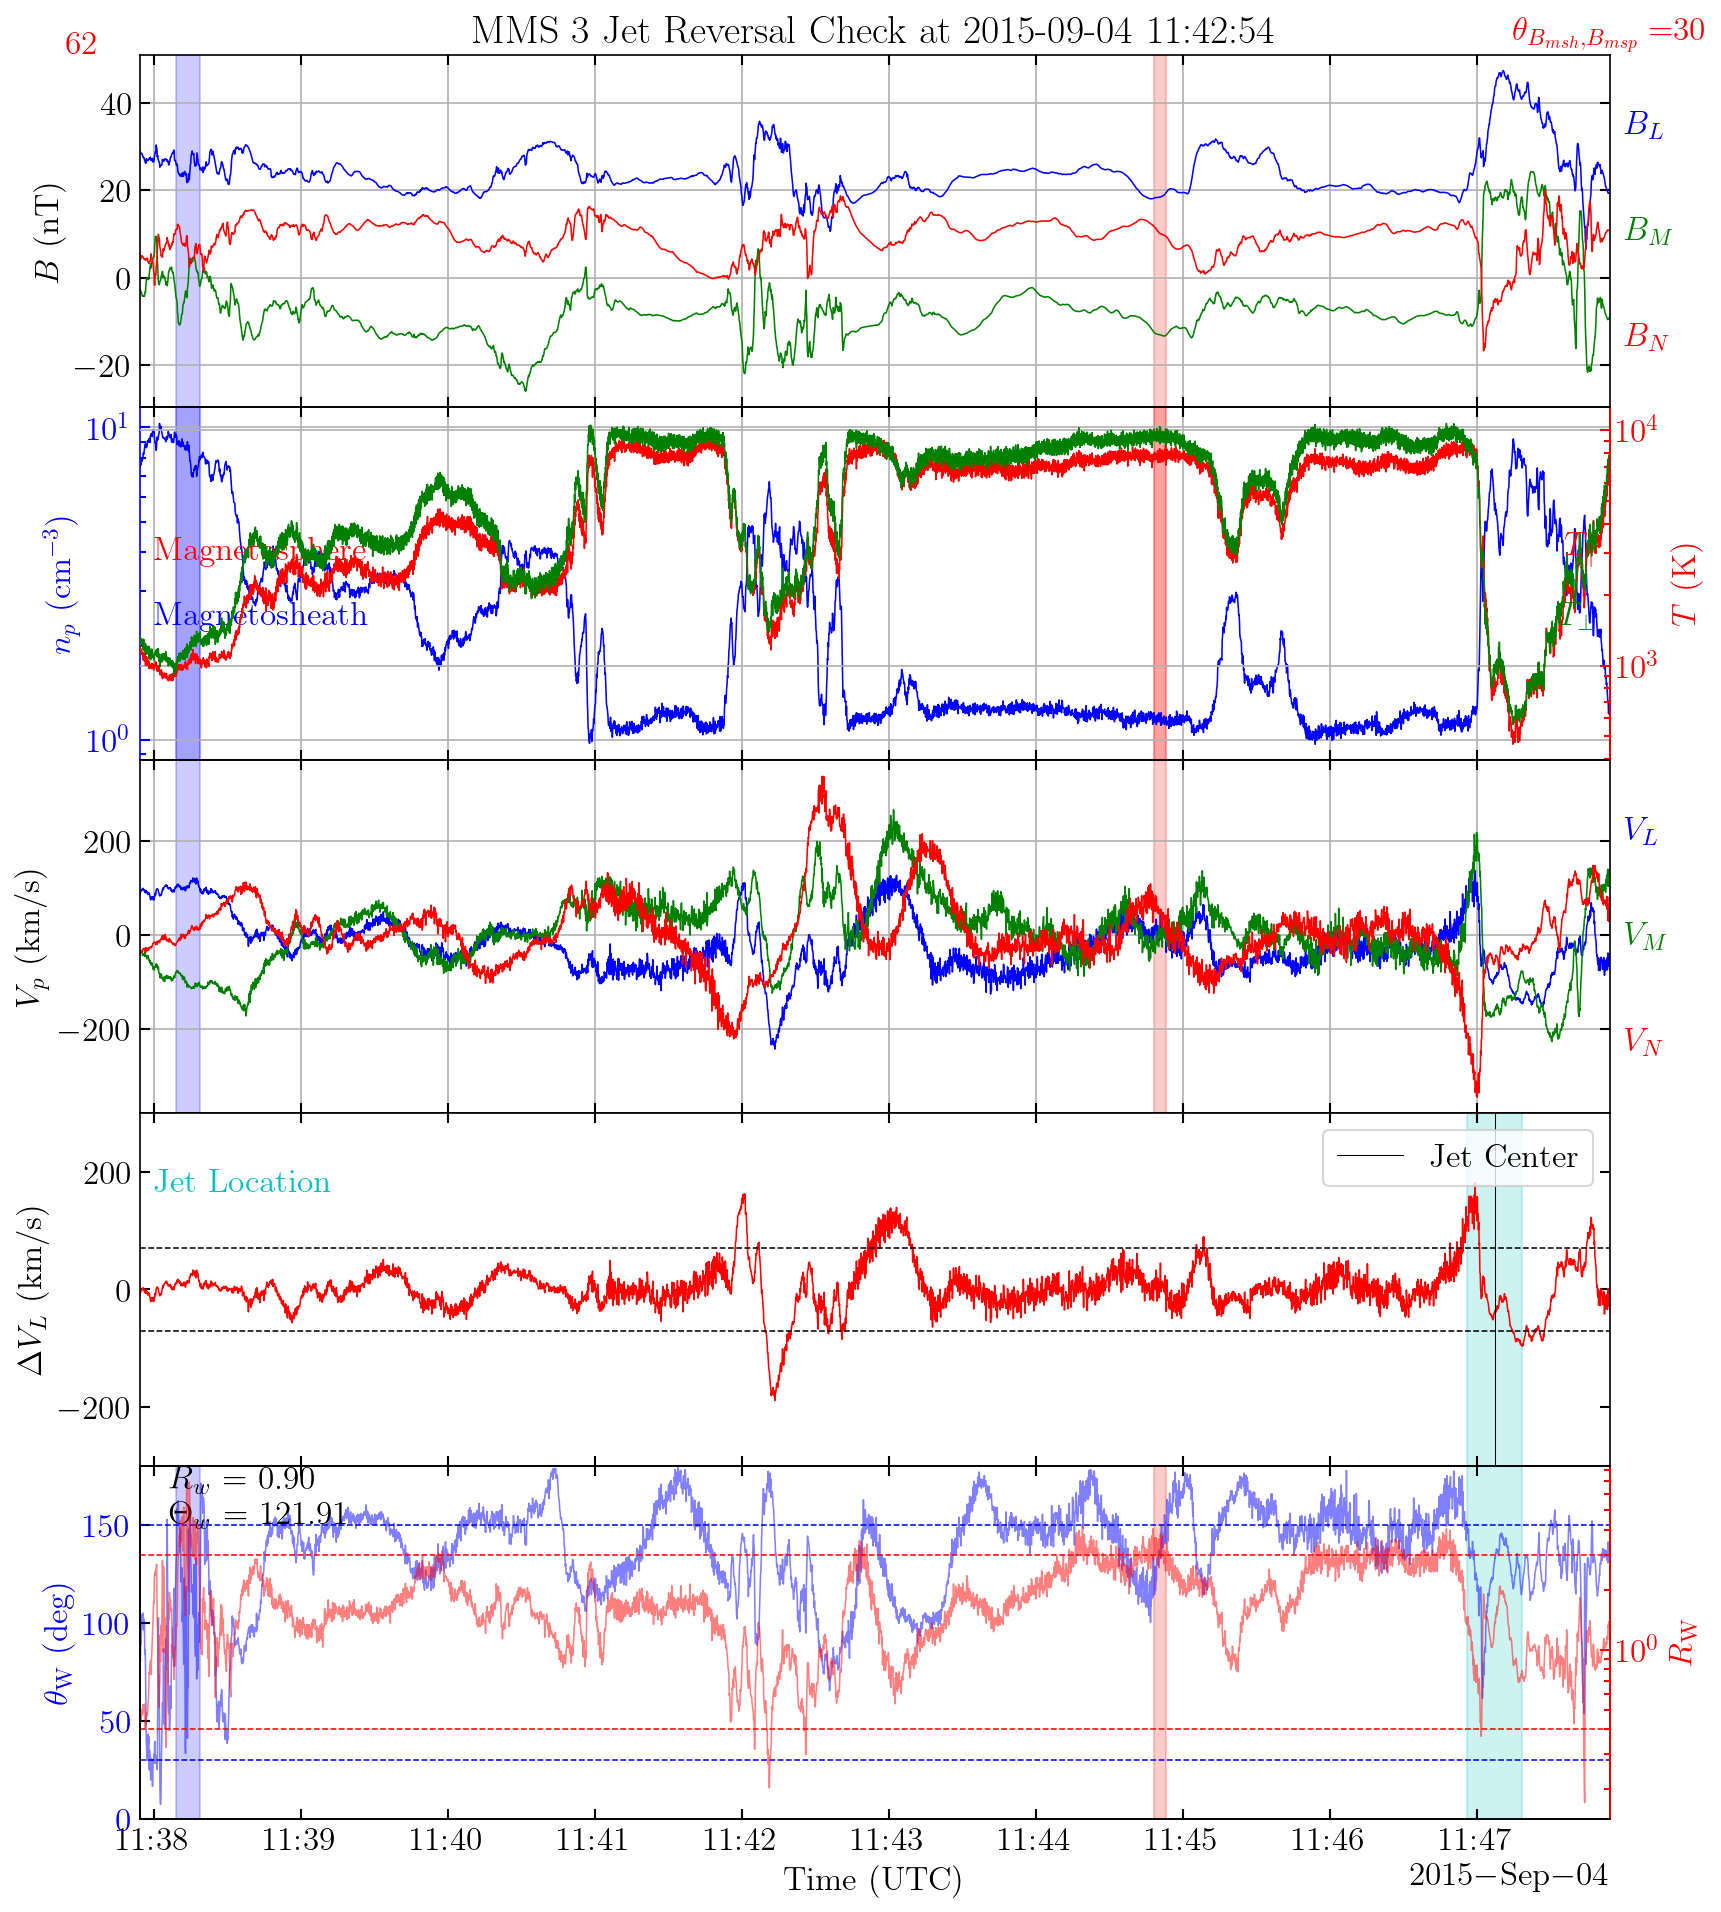 MMS 3 Jet Reversal Check at 2015-09-04 11:42:54
62
θ_{B_{msh},B_{msp}} =30
40
20
0
−20
B (nT)
B_L
B_M
B_N
10^1
10^0
n_p (cm^{−3})
Magnetosphere
Magnetosheath
10^4
10^3
T (K)
200
0
−200
V_p (km/s)
V_L
V_M
V_N
Jet Location
Jet Center
200
0
−200
ΔV_L (km/s)
R_w = 0.90
Θ_w = 121.91
150
100
50
0
θ_W (deg)
10^0
R_W
11:38 11:39 11:40 11:41 11:42 11:43 11:44 11:45 11:46 11:47
2015−Sep−04
Time (UTC)